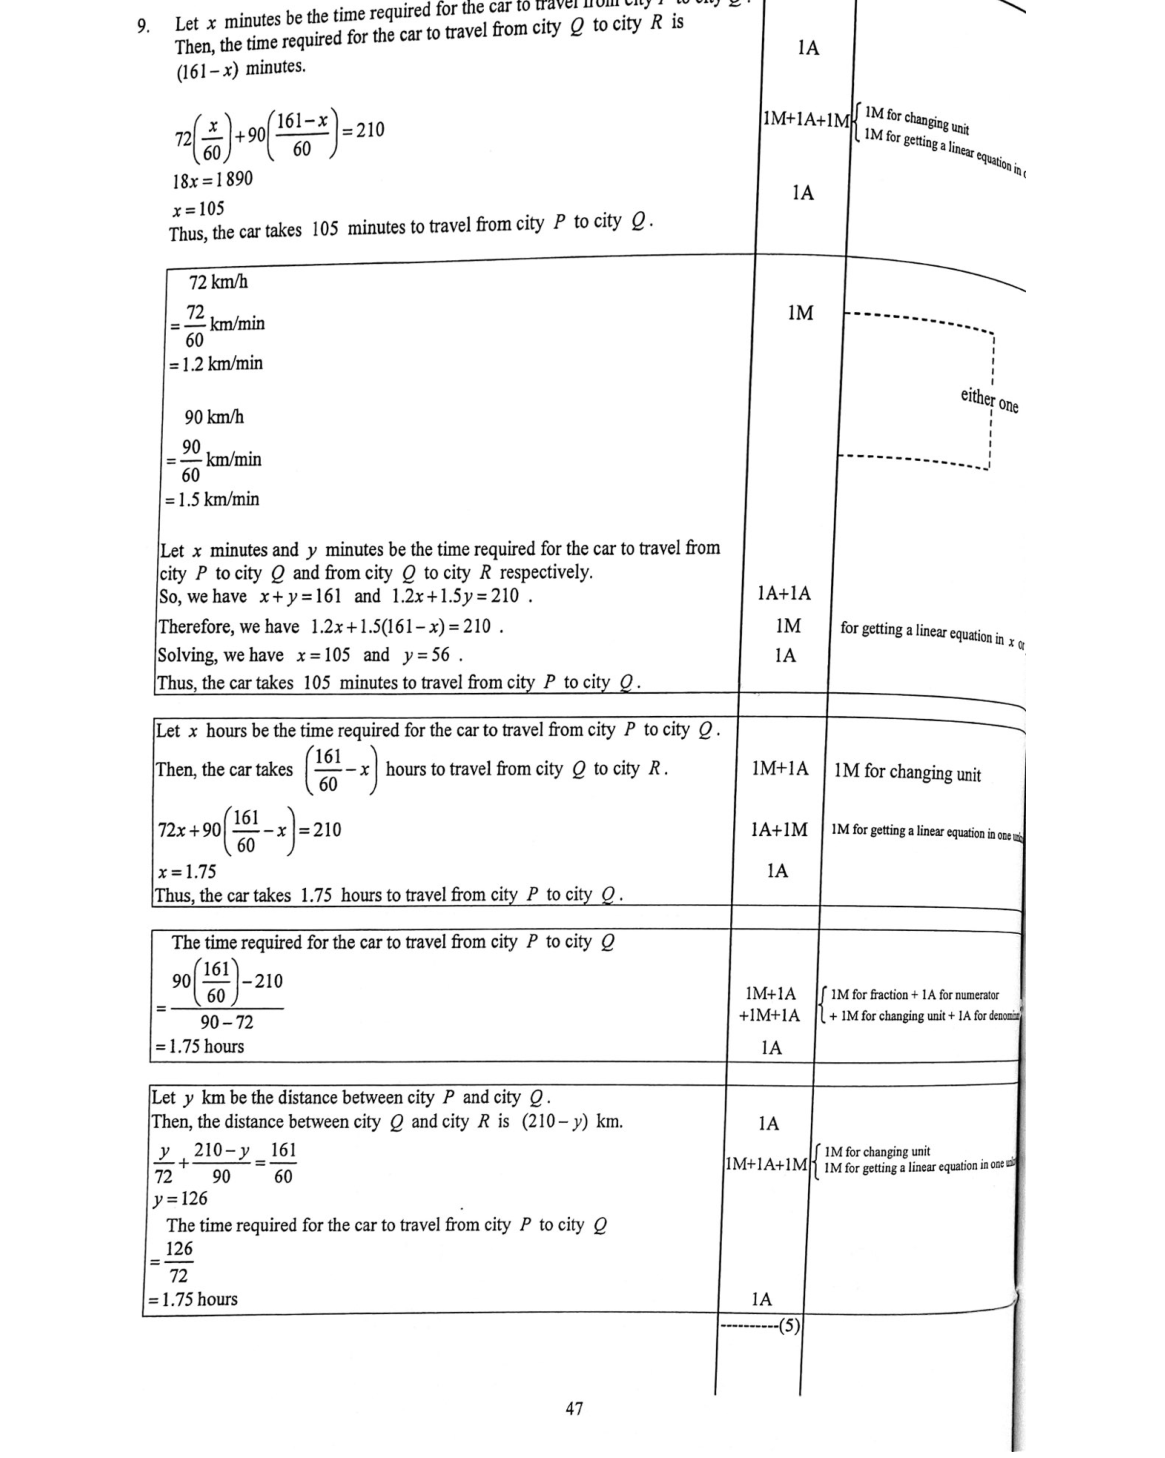 9. Let x minutes be the time required for the car to travel from city P to city Q.
Then, the time required for the car to travel from city Q to city R is
(161 – x) minutes.
1A
72(x/60) + 90((161–x)/60) = 210
1M+1A+1M { 1M for changing unit
1M for getting a linear equation in
18x = 1 890
x = 105
1A
Thus, the car takes 105 minutes to travel from city P to city Q.
72 km/h
= 72/60 km/min
1M
= 1.2 km/min
either one
90 km/h
= 90/60 km/min
= 1.5 km/min
Let x minutes and y minutes be the time required for the car to travel from
city P to city Q and from city Q to city R respectively.
So, we have x + y = 161 and 1.2x + 1.5y = 210 .
1A+1A
Therefore, we have 1.2x + 1.5(161 – x) = 210 .
1M for getting a linear equation in x or
Solving, we have x = 105 and y = 56 .
1A
Thus, the car takes 105 minutes to travel from city P to city Q.
Let x hours be the time required for the car to travel from city P to city Q.
Then, the car takes (161/60 – x) hours to travel from city Q to city R.
1M+1A 1M for changing unit
72x + 90(161/60 – x) = 210
1A+1M 1M for getting a linear equation in one
x = 1.75
1A
Thus, the car takes 1.75 hours to travel from city P to city Q.
The time required for the car to travel from city P to city Q
= (90(161/60) – 210)/(90 – 72)
1M+1A { 1M for fraction + 1A for numerator
+1M+1A + 1M for changing unit + 1A for
= 1.75 hours
1A
Let y km be the distance between city P and city Q.
Then, the distance between city Q and city R is (210 – y) km.
1A
y/72 + (210 – y)/90 = 161/60
1M+1A+1M { 1M for changing unit
1M for getting a linear equation in one
y = 126
The time required for the car to travel from city P to city Q
= 126/72
= 1.75 hours
1A
----------(5)
47